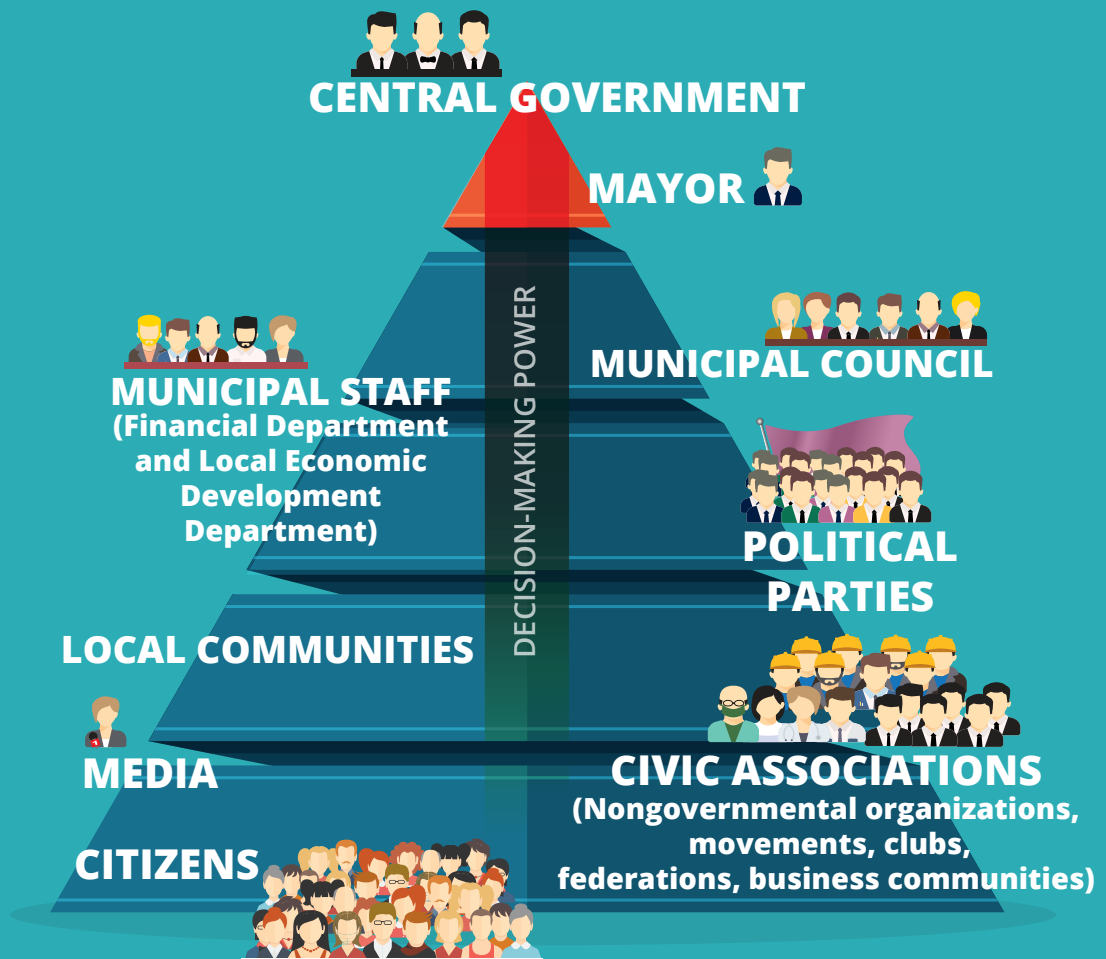 CENTRAL GOVERNMENT
MAYOR
DECISION-MAKING POWER
MUNICIPAL COUNCIL
MUNICIPAL STAFF
(Financial Department
and Local Economic
Development
Department)
POLITICAL
PARTIES
LOCAL COMMUNITIES
MEDIA
CIVIC ASSOCIATIONS
(Nongovernmental organizations,
movements, clubs,
federations, business communities)
CITIZENS